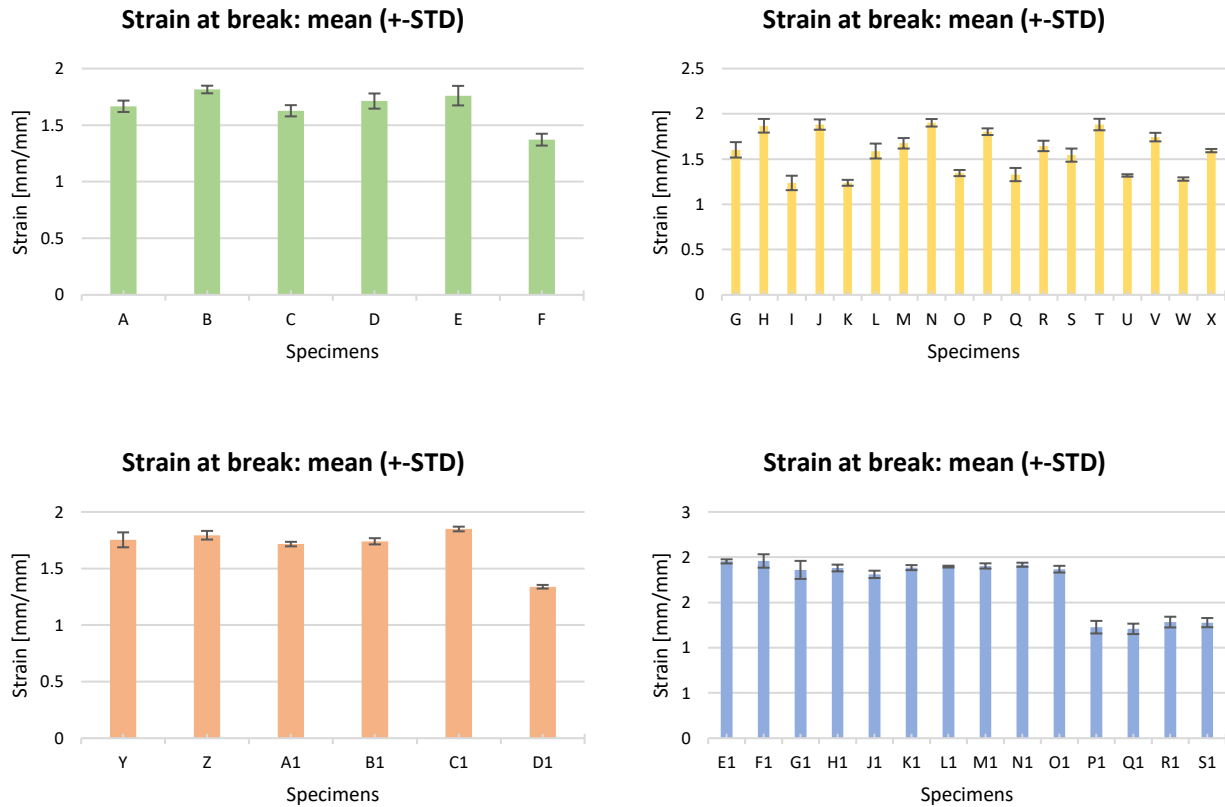 Strain at break: mean (+-STD)
2
1.5
1
0.5
0
Strain [mm/mm]
A B C D E F
Specimens
Strain at break: mean (+-STD)
2.5
2
1.5
1
0.5
0
Strain [mm/mm]
G H I J K L M N O P Q R S T U V W X
Specimens
Strain at break: mean (+-STD)
2
1.5
1
0.5
0
Strain [mm/mm]
Y Z A1 B1 C1 D1
Specimens
Strain at break: mean (+-STD)
3
2
2
1
1
0
Strain [mm/mm]
E1 F1 G1 H1 J1 K1 L1 M1 N1 O1 P1 Q1 R1 S1
Specimens